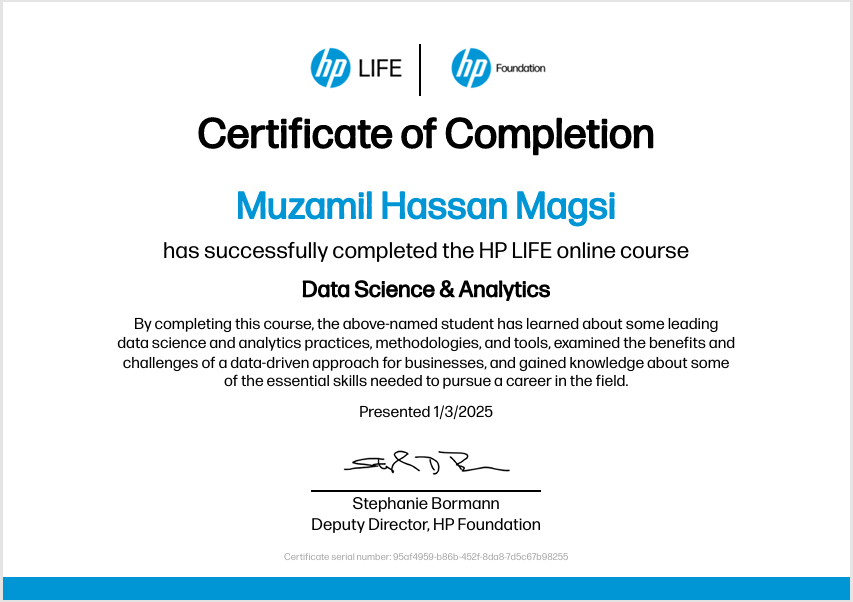 hp LIFE hp Foundation
Certificate of Completion
Muzamil Hassan Magsi
has successfully completed the HP LIFE online course
Data Science & Analytics
By completing this course, the above-named student has learned about some leading
data science and analytics practices, methodologies, and tools, examined the benefits and
challenges of a data-driven approach for businesses, and gained knowledge about some
of the essential skills needed to pursue a career in the field.
Presented 1/3/2025
Stephanie Bormann
Deputy Director, HP Foundation
Certificate serial number: 95af4959-b86b-452f-8da8-7d5c67b98255